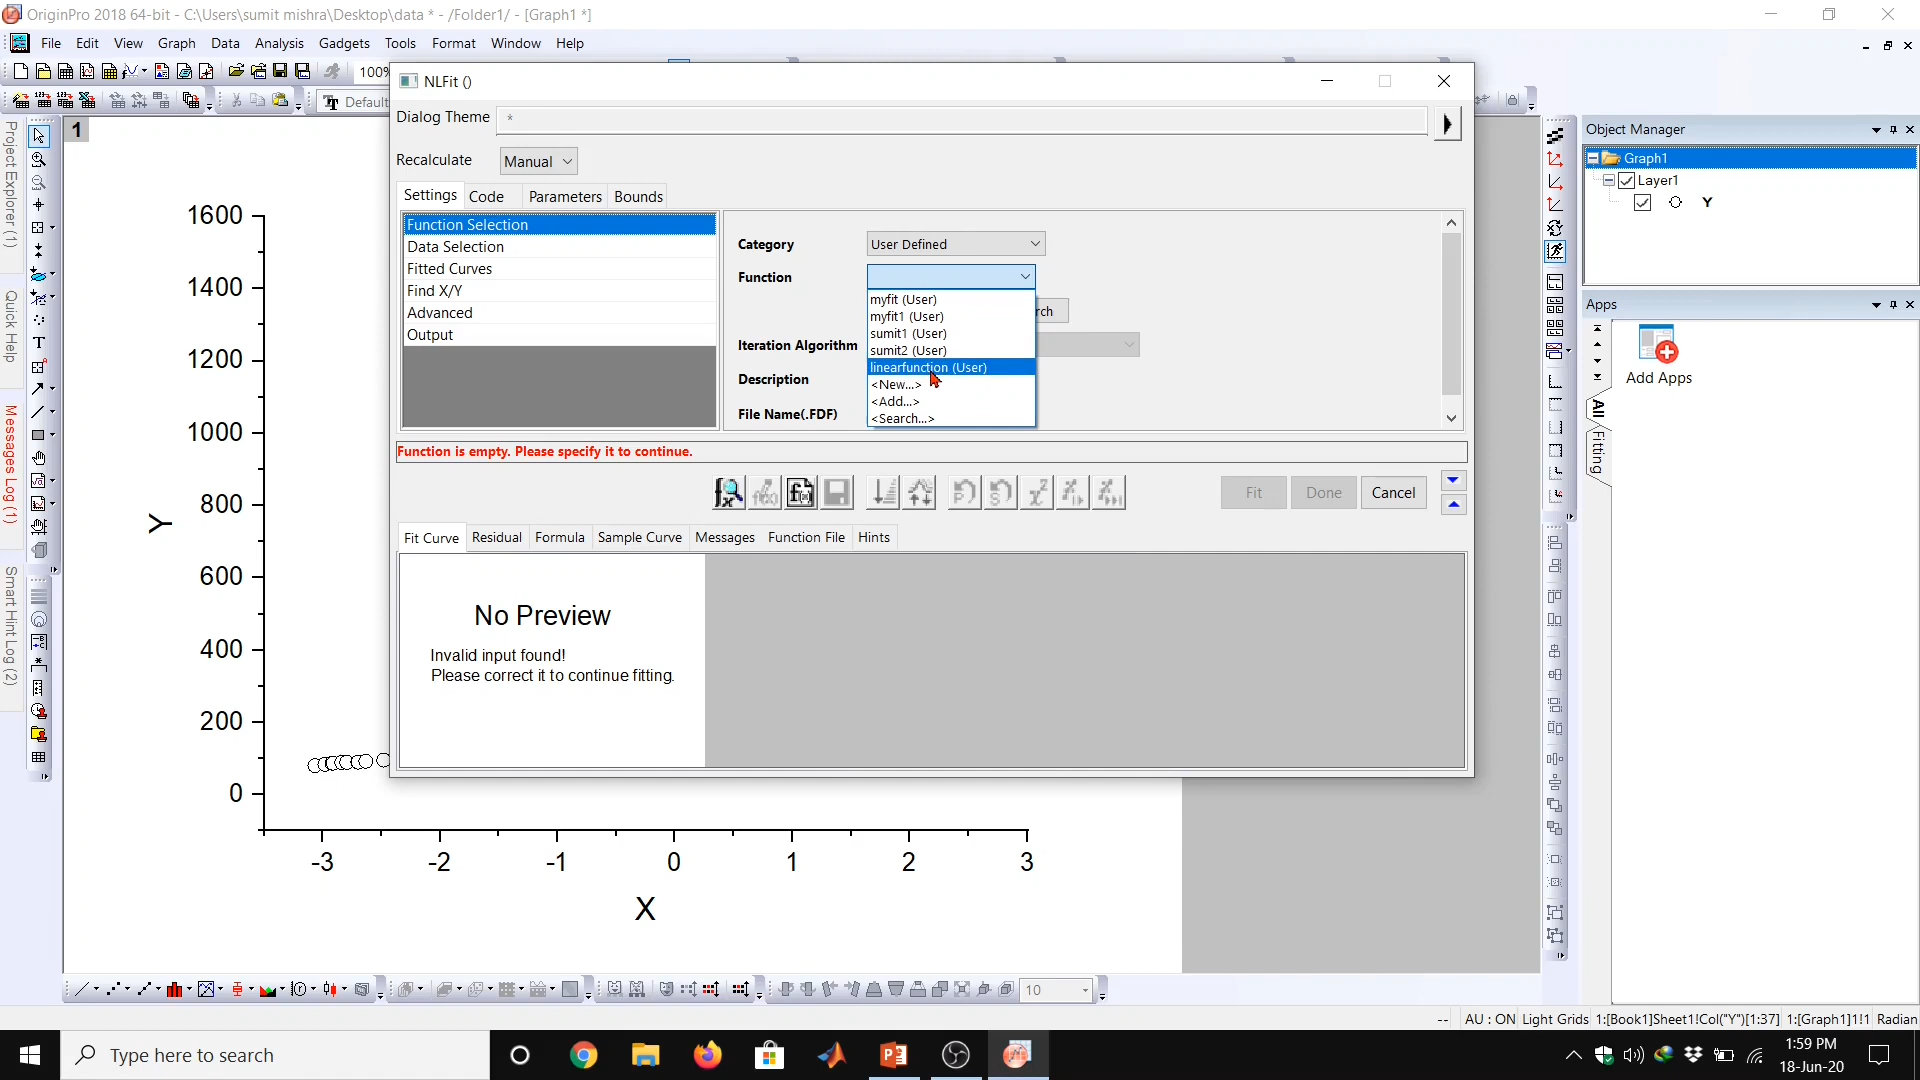 OriginPro 2018 64-bit - C:\Users\sumit mishra\Desktop\data * - /Folder1/ - [Graph1 *]
File Edit View Graph Data Analysis Gadgets Tools Format Window Help
100%
Default
Project Explorer (1)
Quick Help
Messages Log (1)
Smart Hint Log (2)
1
1600
1400
1200
1000
800
600
400
200
0
Y
-3 -2 -1 0 1 2 3
X
NLFit ()
Dialog Theme *
Recalculate Manual
Settings Code Parameters Bounds
Function Selection
Data Selection
Fitted Curves
Find X/Y
Advanced
Output
Category User Defined
Function
myfit (User)
myfit1 (User)
sumit1 (User)
sumit2 (User)
linearfunction (User)
<New...>
<Add...>
<Search...>
rch
Iteration Algorithm
Description
File Name(.FDF)
Function is empty. Please specify it to continue.
Fit Done Cancel
Fit Curve Residual Formula Sample Curve Messages Function File Hints
No Preview
Invalid input found!
Please correct it to continue fitting.
Object Manager
Graph1
Layer1
Y
Apps
Add Apps
All
Fitting
10
-- AU : ON Light Grids 1:[Book1]Sheet1!Col("Y")[1:37] 1:[Graph1]1!1 Radian
Type here to search
1:59 PM
18-Jun-20